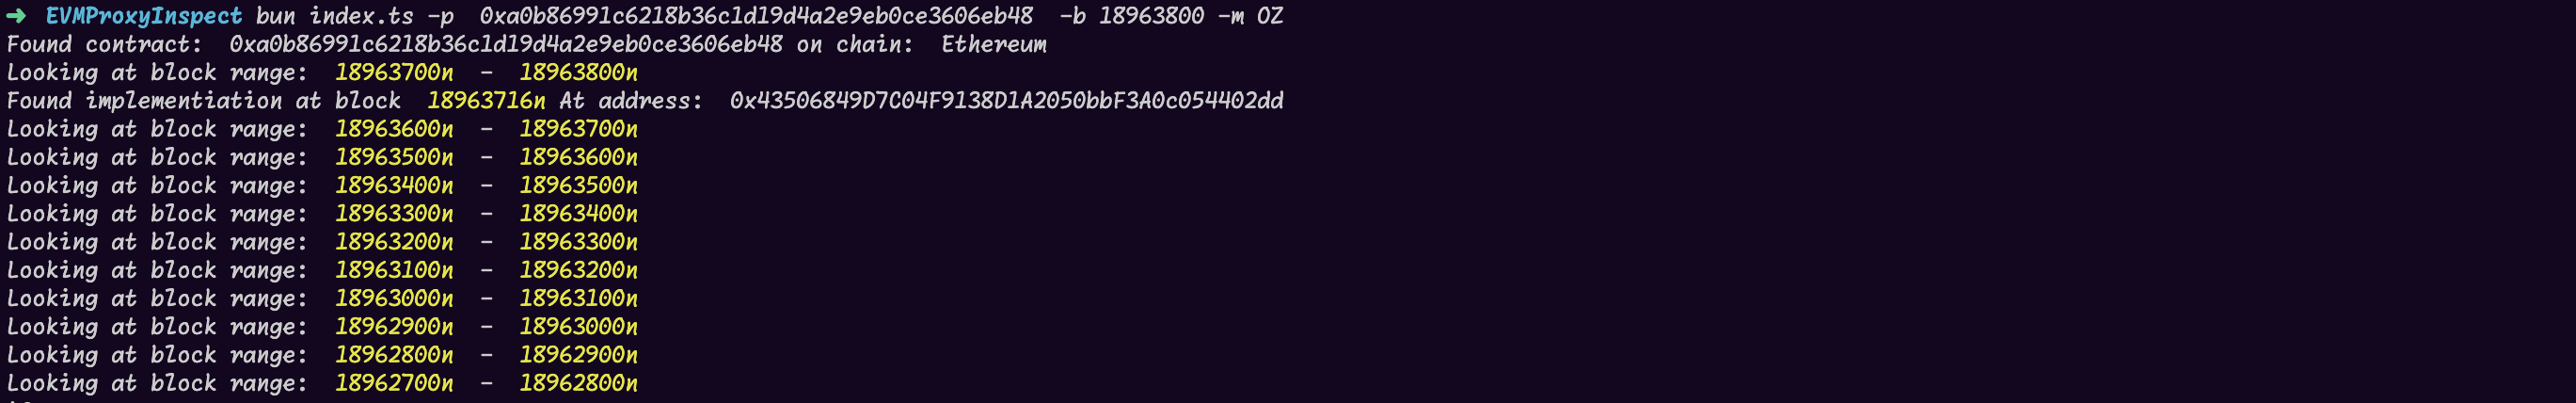 ➜ EVMProxyInspect bun index.ts -p 0xa0b86991c6218b36c1d19d4a2e9eb0ce3606eb48 -b 18963800 -m OZ
Found contract: 0xa0b86991c6218b36c1d19d4a2e9eb0ce3606eb48 on chain: Ethereum
Looking at block range: 18963700n - 18963800n
Found implementiation at block 18963716n At address: 0x43506849D7C04F9138D1A2050bbF3A0c054402dd
Looking at block range: 18963600n - 18963700n
Looking at block range: 18963500n - 18963600n
Looking at block range: 18963400n - 18963500n
Looking at block range: 18963300n - 18963400n
Looking at block range: 18963200n - 18963300n
Looking at block range: 18963100n - 18963200n
Looking at block range: 18963000n - 18963100n
Looking at block range: 18962900n - 18963000n
Looking at block range: 18962800n - 18962900n
Looking at block range: 18962700n - 18962800n